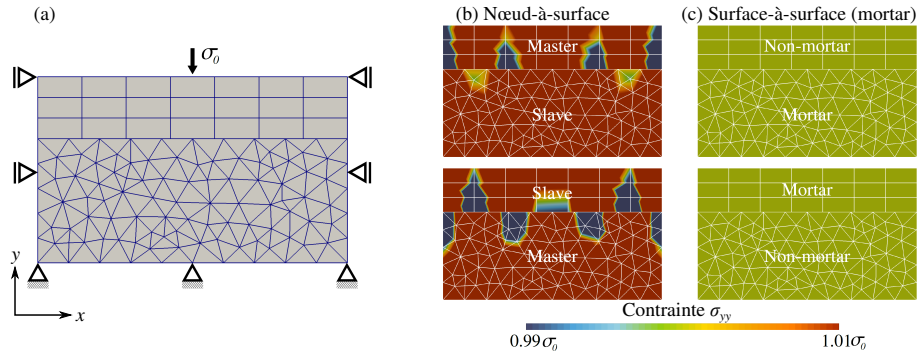 (a)
σ₀
y
x
(b) Nœud-à-surface
Master
Slave
Slave
Master
(c) Surface-à-surface (mortar)
Non-mortar
Mortar
Mortar
Non-mortar
Contrainte σyy
0.99σ₀
1.01σ₀